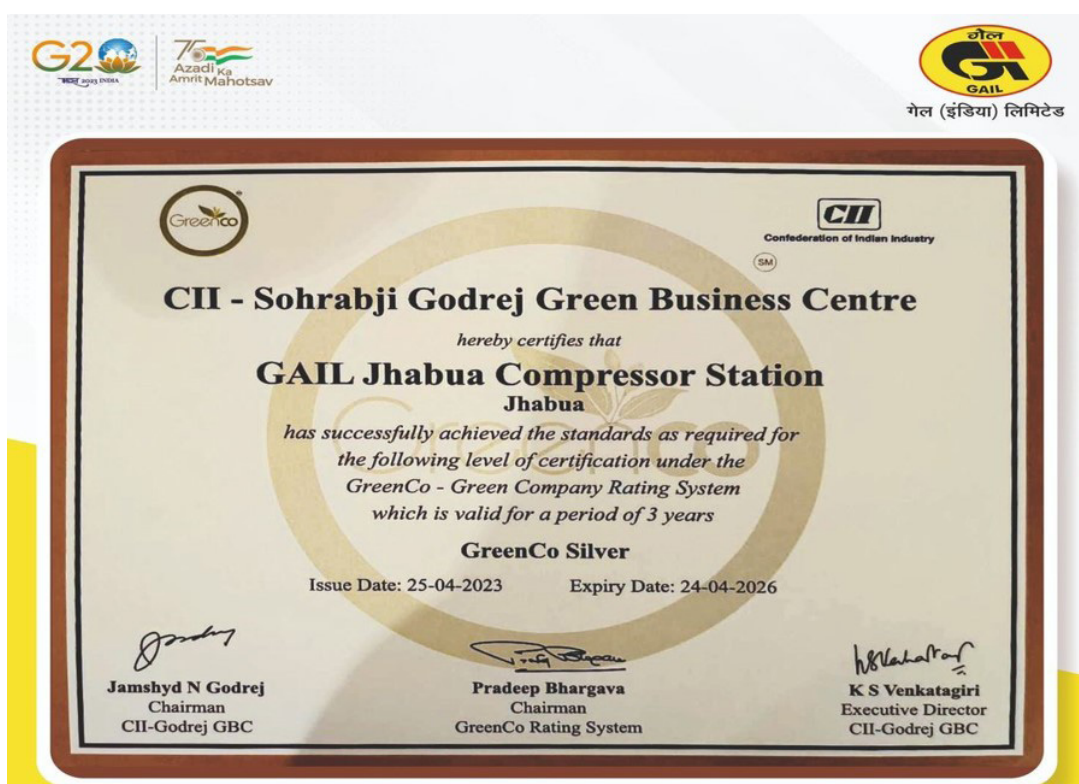 G20
भारत 2023 INDIA
75
Azadi Ka
Amrit Mahotsav
गेल
GAIL
गेल (इंडिया) लिमिटेड
Greenco
®
CII
Confederation of Indian Industry
SM
CII - Sohrabji Godrej Green Business Centre
hereby certifies that
GAIL Jhabua Compressor Station
Jhabua
has successfully achieved the standards as required for
the following level of certification under the
GreenCo - Green Company Rating System
which is valid for a period of 3 years
GreenCo Silver
Issue Date: 25-04-2023 Expiry Date: 24-04-2026
Jamshyd N Godrej
Chairman
CII-Godrej GBC
Pradeep Bhargava
Chairman
GreenCo Rating System
K S Venkatagiri
Executive Director
CII-Godrej GBC